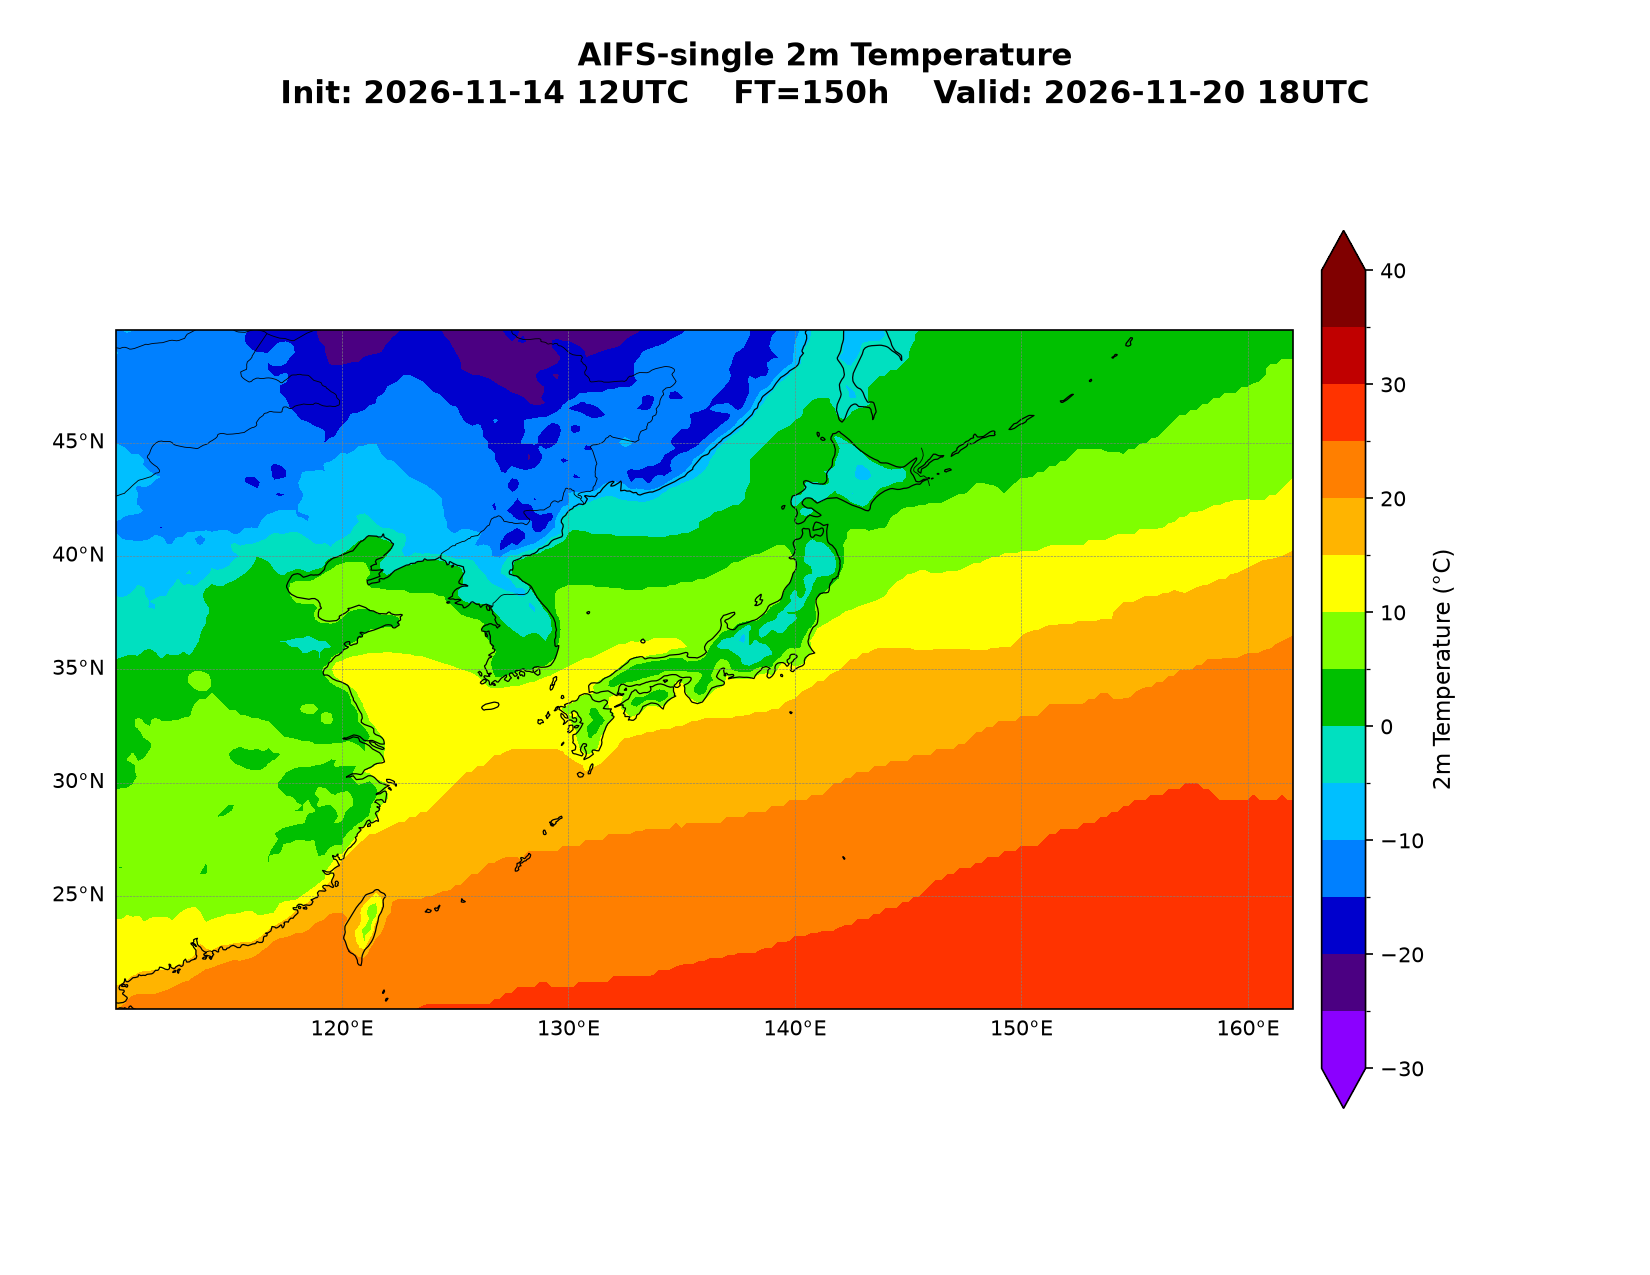 AIFS-single 2m Temperature
Init: 2026-11-14 12UTC    FT=150h    Valid: 2026-11-20 18UTC
40
30
20
10
0
−10
−20
−30
2m Temperature (°C)
45°N
40°N
35°N
30°N
25°N
120°E
130°E
140°E
150°E
160°E